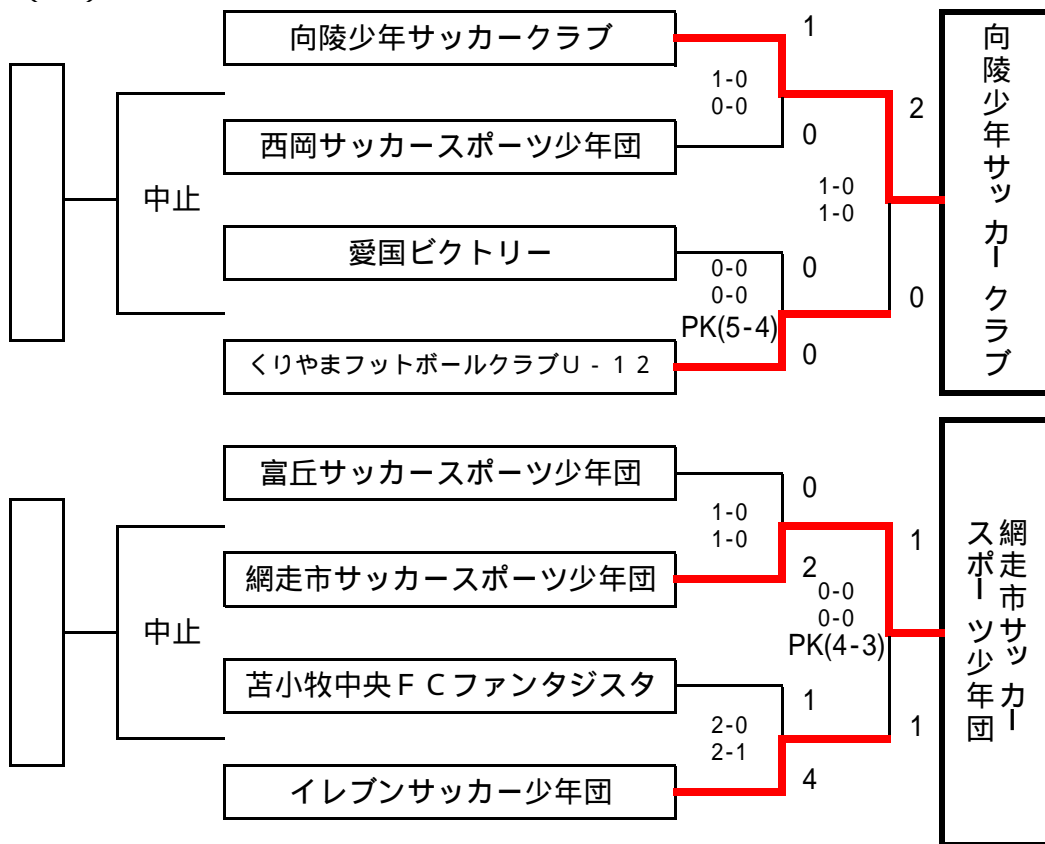 向陵少年サッカークラブ
1
1-0
0-0
2
西岡サッカースポーツ少年団
0
中止
1-0
1-0
愛国ビクトリー
0-0
0-0
PK(5-4)
0
0
くりやまフットボールクラブU-12
0
向陵少年サッカークラブ
富丘サッカースポーツ少年団
0
1-0
1-0
1
網走市サッカースポーツ少年団
2
中止
0-0
0-0
PK(4-3)
苫小牧中央FCファンタジスタ
1
2-0
2-1
1
イレブンサッカー少年団
4
網走市サッカー
スポーツ少年団